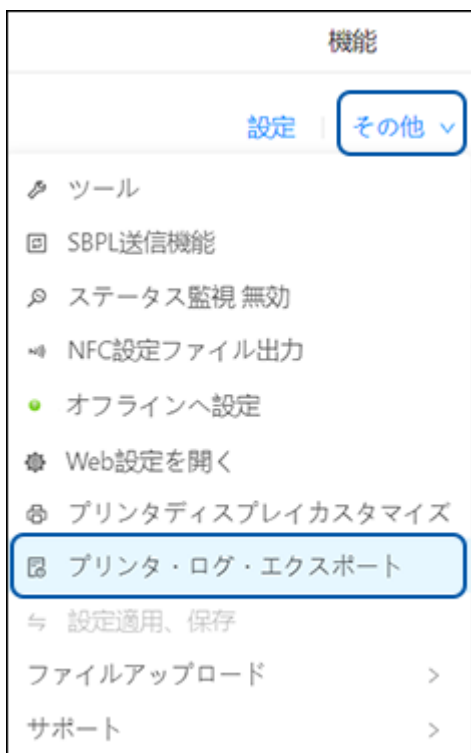 機能
設定 その他
ツール
SBPL送信機能
ステータス監視 無効
NFC設定ファイル出力
オフラインへ設定
Web設定を開く
プリンタディスプレイカスタマイズ
プリンタ・ログ・エクスポート
設定適用、保存
ファイルアップロード
サポート